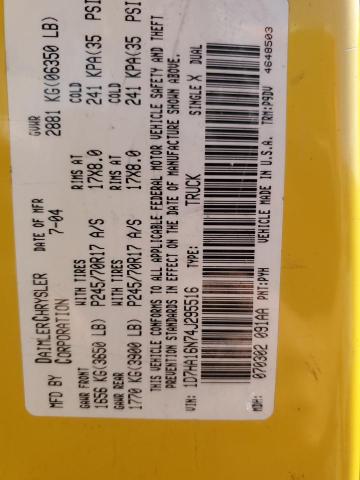 MFD BY DAIMLERCHRYSLER CORPORATION
DATE OF MFR 7-04
GVWR 2881 KG(06350 LB)
GAWR FRONT WITH TIRES RIMS AT COLD
1656 KG(3650 LB) P245/70R17 A/S 17X8.0 241 KPA(35 PSI
GAWR REAR WITH TIRES RIMS AT COLD
1770 KG(3900 LB) P245/70R17 A/S 17X8.0 241 KPA(35 PSI
THIS VEHICLE CONFORMS TO ALL APPLICABLE FEDERAL MOTOR VEHICLE SAFETY AND THEFT
PREVENTION STANDARDS IN EFFECT ON THE DATE OF MANUFACTURE SHOWN ABOVE.
VIN: 1D7HA16N74J295516 TYPE: TRUCK SINGLE X DUAL
MDH: 070902 091AA PNT:PYH VEHICLE MADE IN U.S.A. TRM:P9DV 4648503